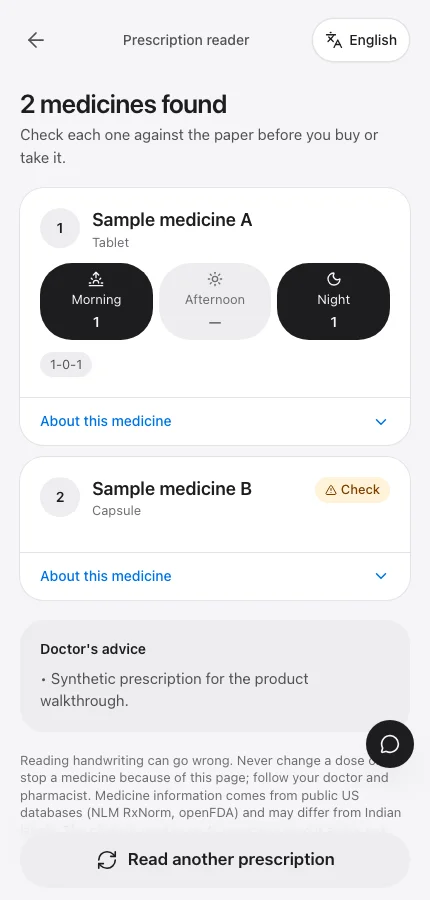 Prescription reader
English
2 medicines found
Check each one against the paper before you buy or
take it.
1
Sample medicine A
Tablet
Morning
1
Afternoon
—
Night
1
1-0-1
About this medicine
2
Sample medicine B
Check
Capsule
About this medicine
Doctor's advice
• Synthetic prescription for the product
walkthrough.
Reading handwriting can go wrong. Never change a dose
stop a medicine because of this page; follow your doctor and
pharmacist. Medicine information comes from public US
databases (NLM RxNorm, openFDA) and may differ from Indian
Read another prescription